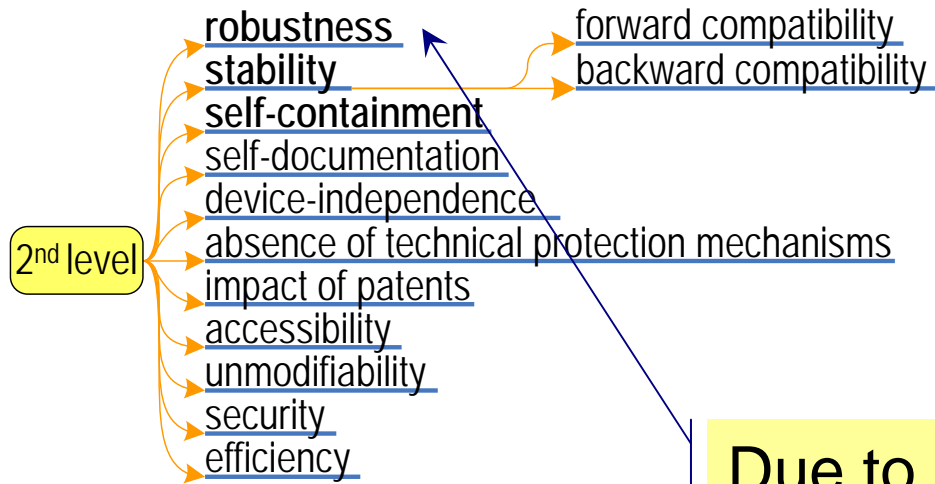 robustness
stability
forward compatibility
backward compatibility
self-containment
self-documentation
device-independence
2nd level
absence of technical protection mechanisms
impact of patents
accessibility
unmodifiability
security
efficiency
Due to